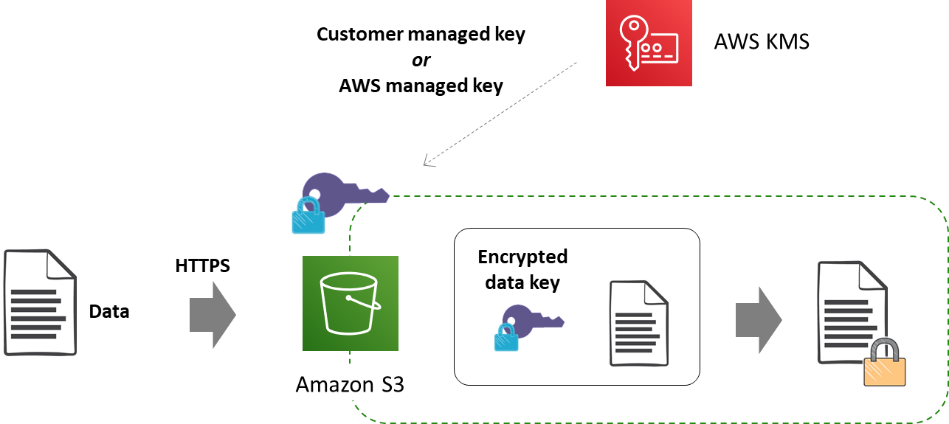 Customer managed key
or
AWS managed key
AWS KMS
HTTPS
Data
Amazon S3
Encrypted
data key